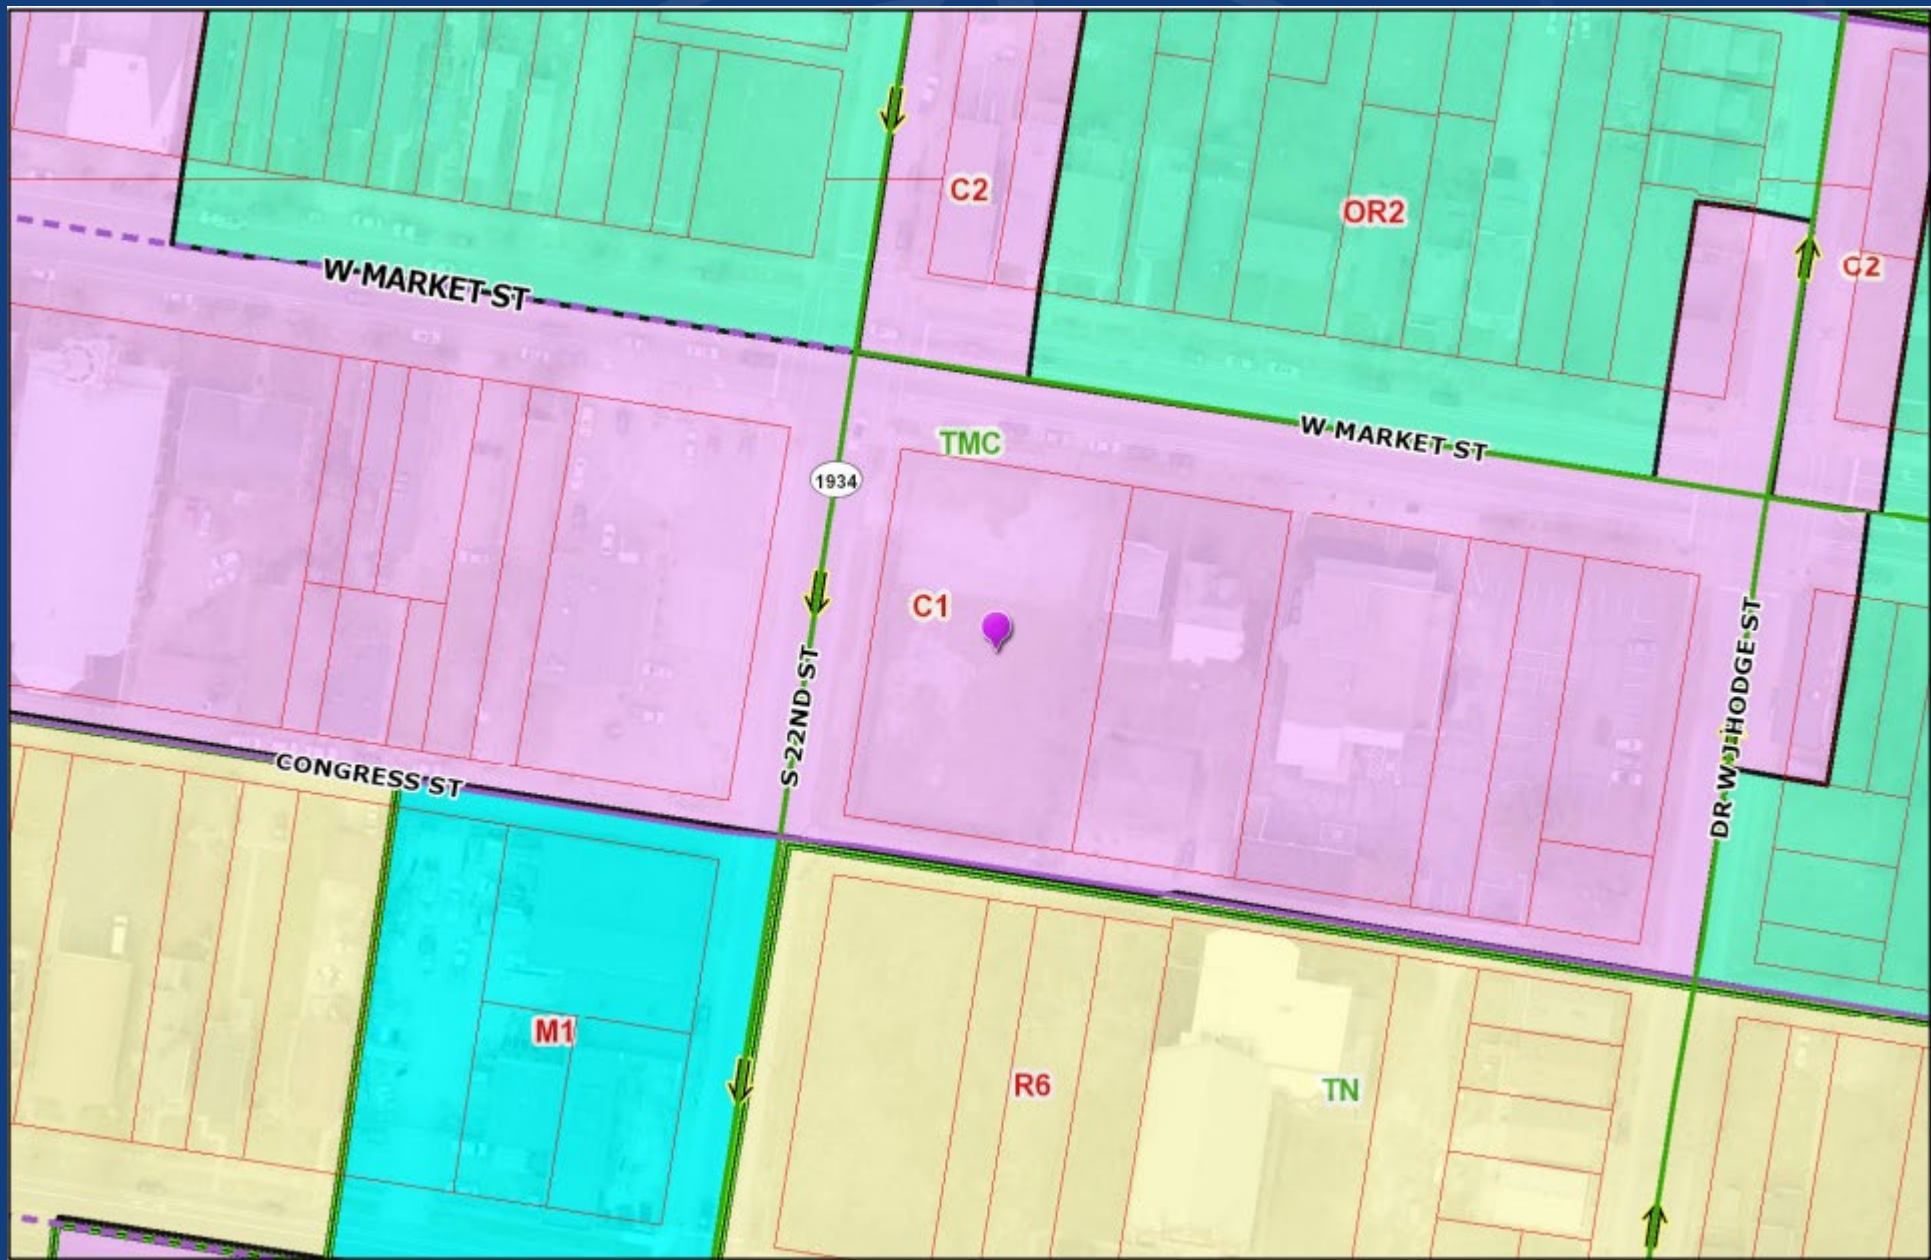 C2
OR2
C2
W MARKET ST
W MARKET ST
TMC
1934
C1
S 22ND ST
DR W J HODGE ST
CONGRESS ST
M1
R6
TN